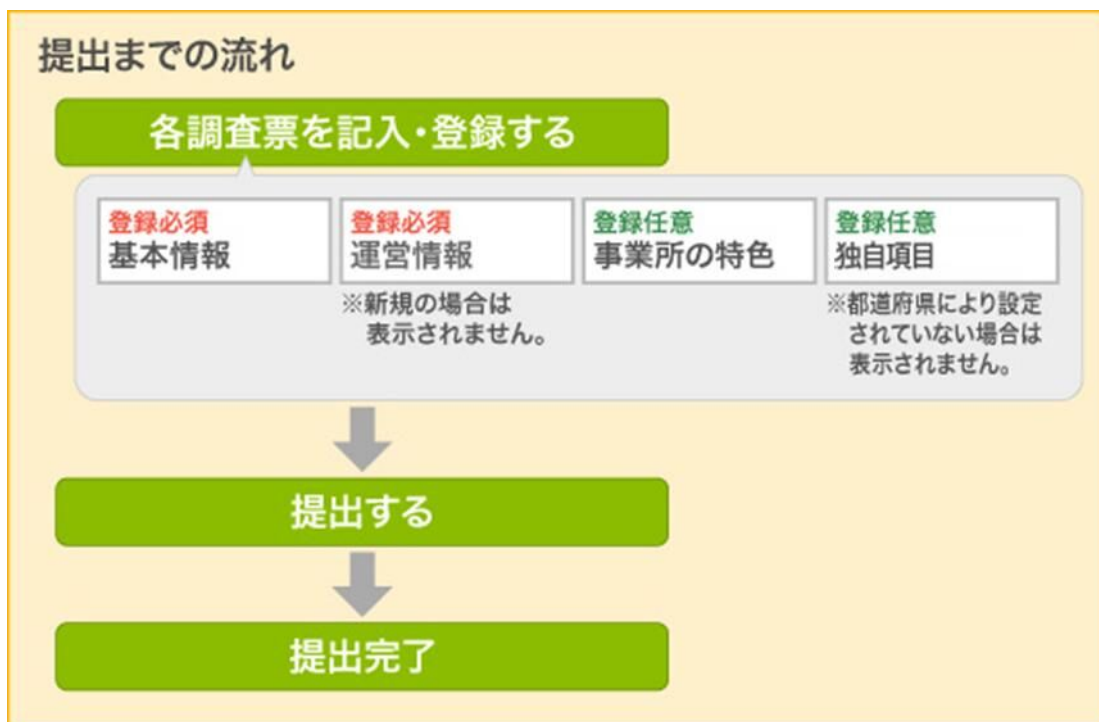 提出までの流れ
各調査票を記入・登録する
登録必須
基本情報
登録必須
運営情報
※新規の場合は
表示されません。
登録任意
事業所の特色
登録任意
独自項目
※都道府県により設定
されていない場合は
表示されません。
提出する
提出完了